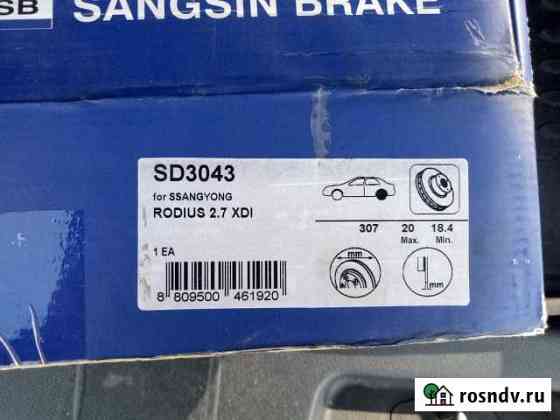 SB
SANGSIN BRAKE
SD3043
for SSANGYONG
RODIUS 2.7 XDI
1 EA
307 20 18.4
Max. Min.
mm
mm
8 809500 461920
rosndv.ru